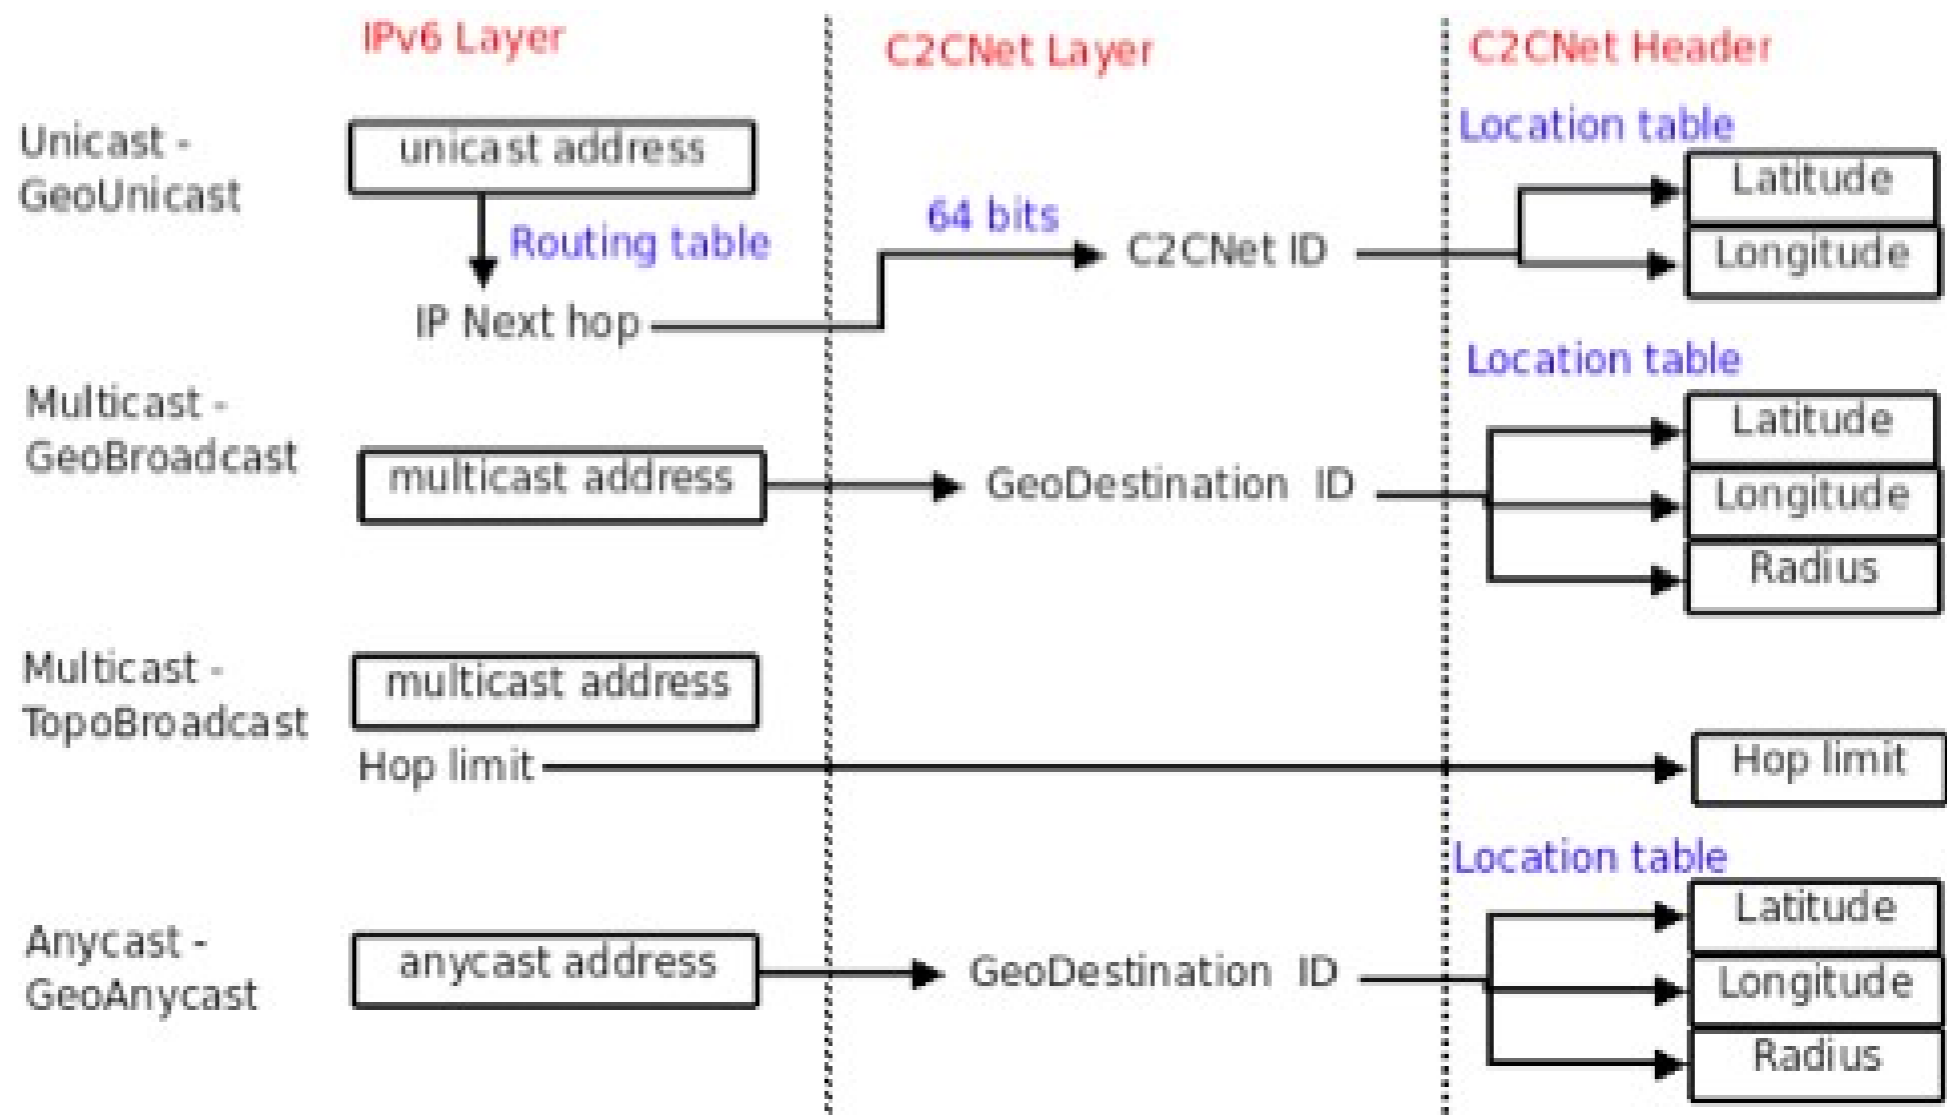 IPv6 Layer
C2CNet Layer
C2CNet Header
Unicast -
GeoUnicast
unicast address
Routing table
IP Next hop
64 bits
C2CNet ID
Location table
Latitude
Longitude
Multicast -
GeoBroadcast
multicast address
GeoDestination ID
Location table
Latitude
Longitude
Radius
Multicast -
TopoBroadcast
multicast address
Hop limit
Hop limit
Anycast -
GeoAnycast
anycast address
GeoDestination ID
Location table
Latitude
Longitude
Radius